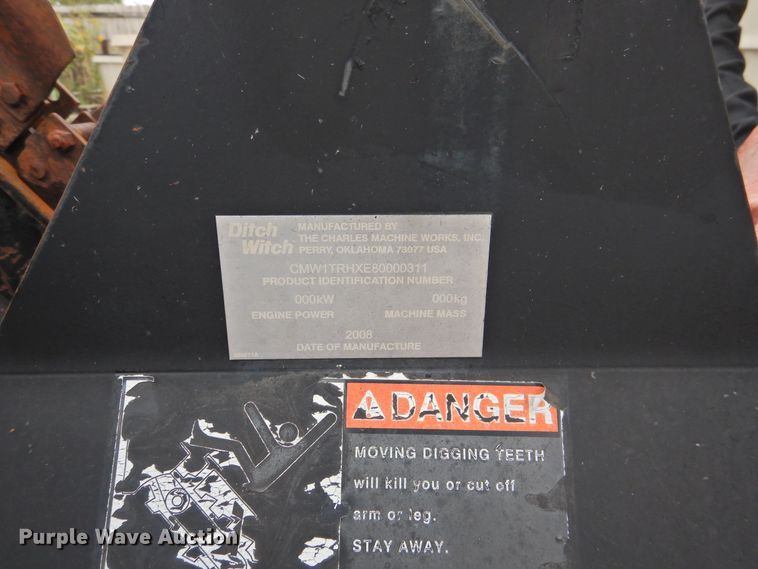 Ditch Witch
MANUFACTURED BY
THE CHARLES MACHINE WORKS, INC.
PERRY, OKLAHOMA 73077 USA
CMW1TRHXE80000311
PRODUCT IDENTIFICATION NUMBER
000kW 000kg
ENGINE POWER MACHINE MASS
2008
DATE OF MANUFACTURE
DANGER
MOVING DIGGING TEETH
will kill you or cut off
arm or leg.
STAY AWAY.
Purple Wave Auction